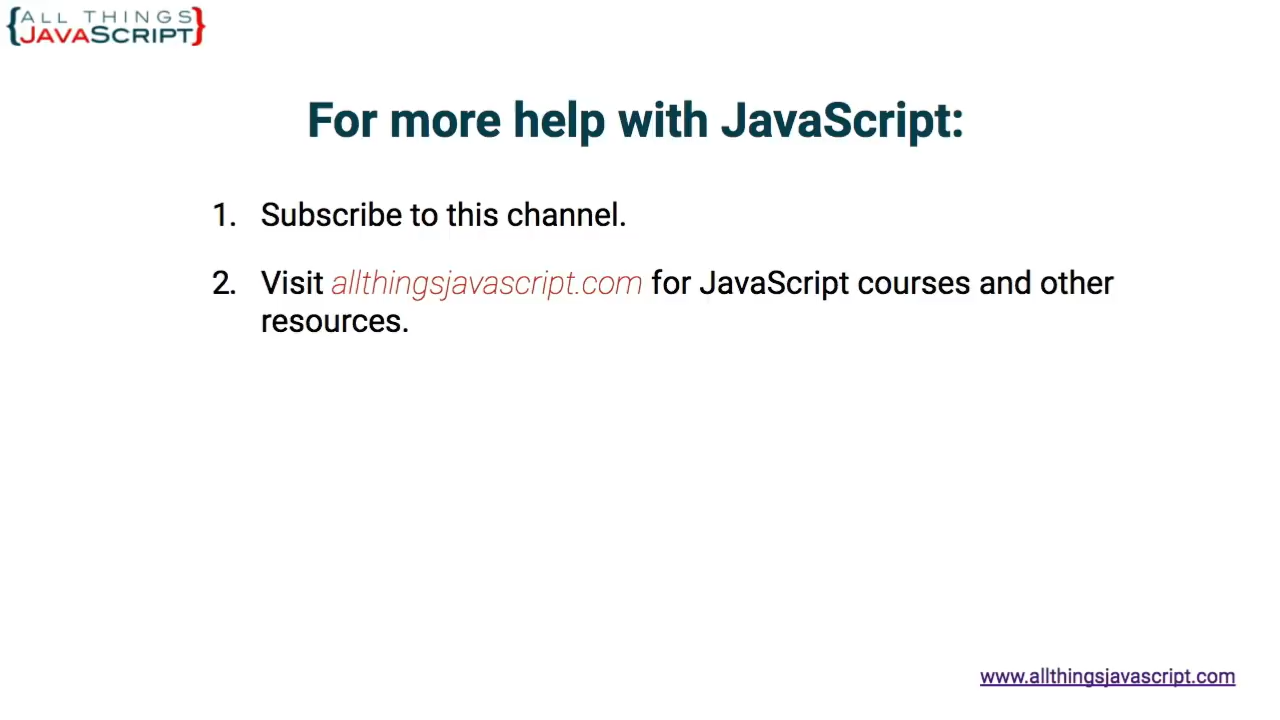 {ALL THINGS
JAVASCRIPT}
For more help with JavaScript:
1. Subscribe to this channel.
2. Visit allthingsjavascript.com for JavaScript courses and other
resources.
www.allthingsjavascript.com